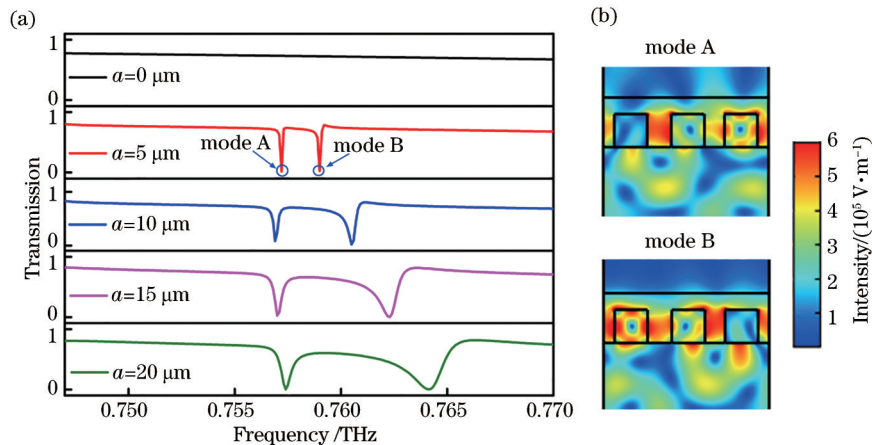 (a)
1
a=0 μm
0
1
a=5 μm
mode A
mode B
0
1
a=10 μm
0
1
a=15 μm
0
1
a=20 μm
0
Transmission
0.750
0.755
0.760
0.765
0.770
Frequency /THz
(b)
mode A
mode B
6
5
4
3
2
1
Intensity/(10⁵ V·m⁻¹)